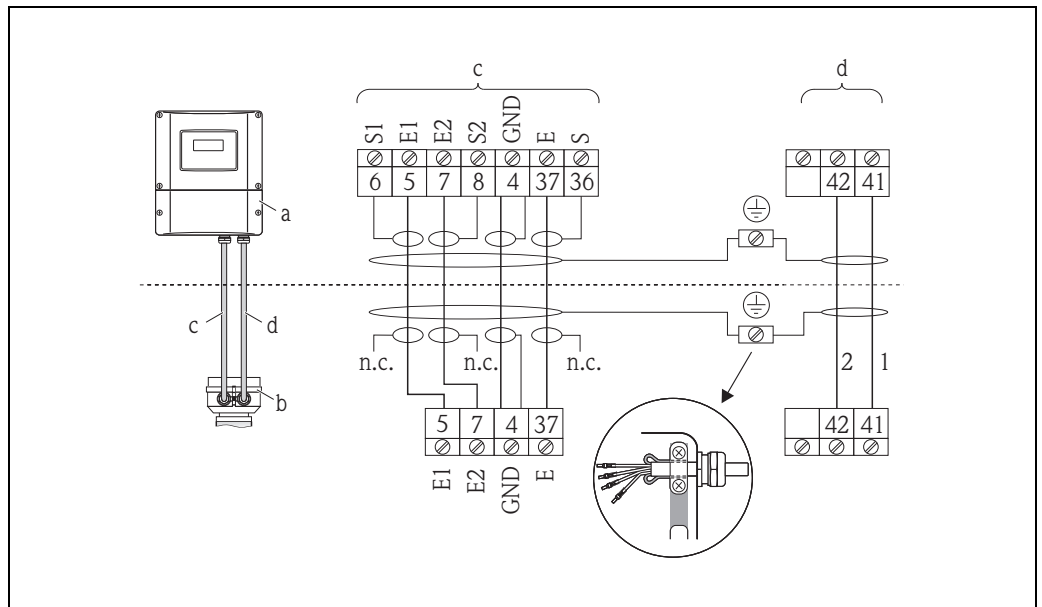 c
d
S1 E1 E2 S2 GND E S
6 5 7 8 4 37 36
42 41
a
c
d
b
n.c. n.c. n.c.
2 1
5 7 4 37
42 41
E1 E2 GND E